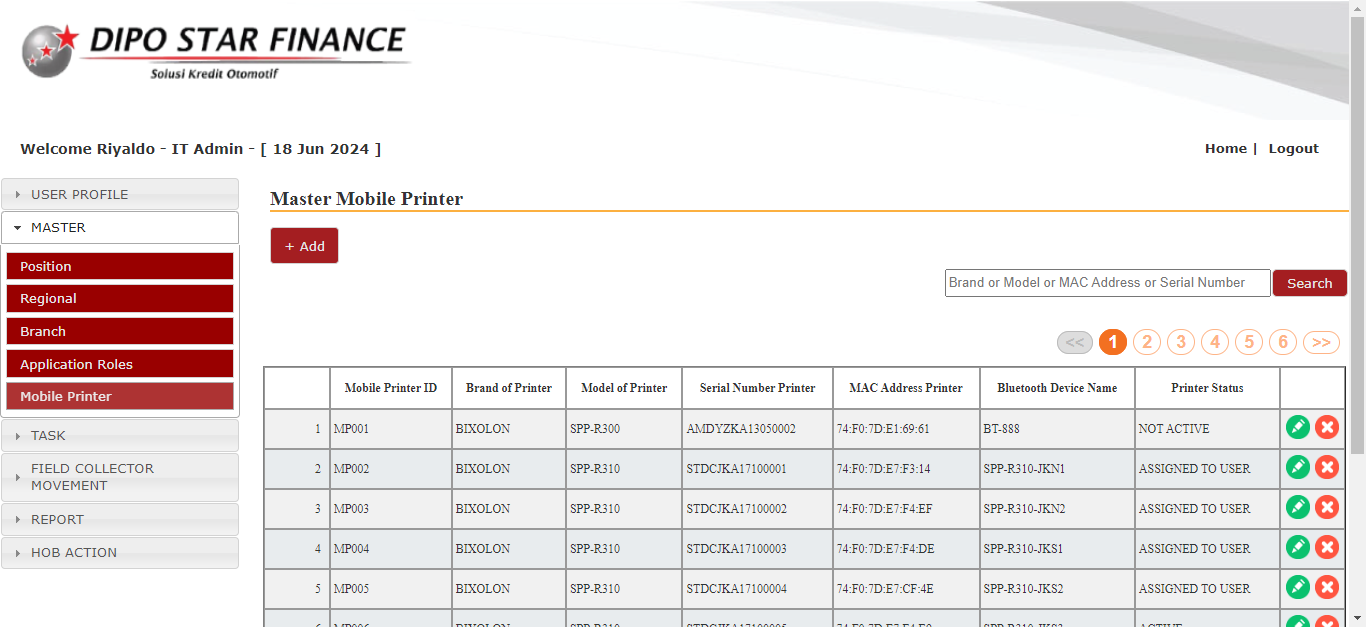 DIPO STAR FINANCE
Solusi Kredit Otomotif
Welcome Riyaldo - IT Admin - [ 18 Jun 2024 ]
Home | Logout
USER PROFILE
MASTER
Position
Regional
Branch
Application Roles
Mobile Printer
TASK
FIELD COLLECTOR
MOVEMENT
REPORT
HOB ACTION
Master Mobile Printer
+ Add
Brand or Model or MAC Address or Serial Number Search
<< 1 2 3 4 5 6 >>
Mobile Printer ID Brand of Printer Model of Printer Serial Number Printer MAC Address Printer Bluetooth Device Name Printer Status
1 MP001 BIXOLON SPP-R300 AMDYZKA13050002 74:F0:7D:E1:69:61 BT-888 NOT ACTIVE
2 MP002 BIXOLON SPP-R310 STDCJKA17100001 74:F0:7D:E7:F3:14 SPP-R310-JKN1 ASSIGNED TO USER
3 MP003 BIXOLON SPP-R310 STDCJKA17100002 74:F0:7D:E7:F4:EF SPP-R310-JKN2 ASSIGNED TO USER
4 MP004 BIXOLON SPP-R310 STDCJKA17100003 74:F0:7D:E7:F4:DE SPP-R310-JKS1 ASSIGNED TO USER
5 MP005 BIXOLON SPP-R310 STDCJKA17100004 74:F0:7D:E7:CF:4E SPP-R310-JKS2 ASSIGNED TO USER